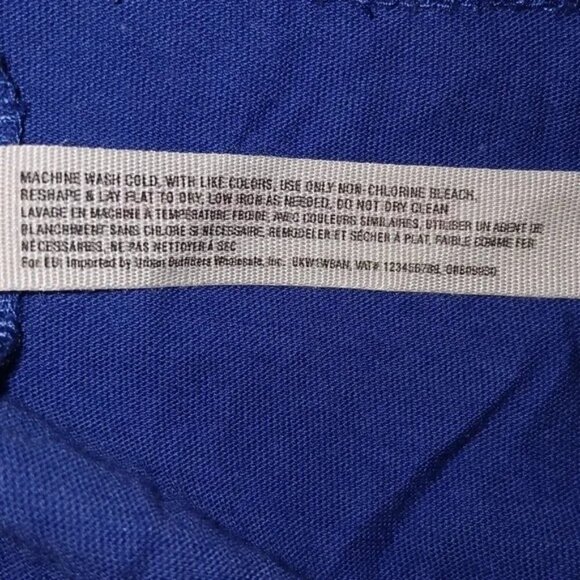 MACHINE WASH COLD, WITH LIKE COLORS, USE ONLY NON-CHLORINE BLEACH,
RESHAPE & LAY FLAT TO DRY, LOW IRON AS NEEDED, DO NOT DRY CLEAN
LAVAGE EN MACHINE À TEMPÉRATURE FROIDE, AVEC COULEURS SIMILAIRES, UTILISER UN AGENT DE
BLANCHIMENT SANS CHLORE SI NÉCESSAIRE, REMODELER ET SÉCHER À PLAT, FAIBLE COMME FER
NÉCESSAIRES, NE PAS NETTOYER À SEC
For EU: Imported by Urban Outfitters Wholesale, Inc. VAT# 123456789,